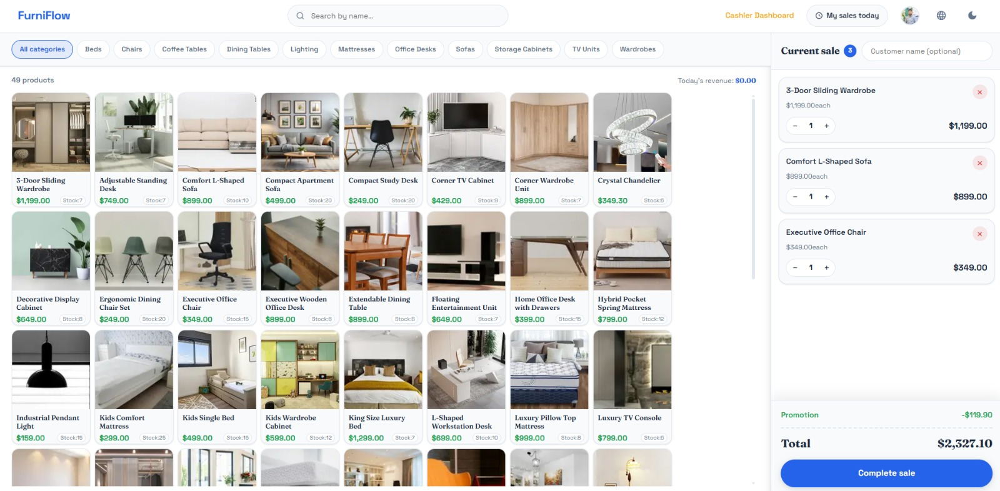 FurniFlow
Search by name...
Cashier Dashboard
My sales today
All categories
Beds
Chairs
Coffee Tables
Dining Tables
Lighting
Mattresses
Office Desks
Sofas
Storage Cabinets
TV Units
Wardrobes
49 products
Today's revenue: $0.00
3-Door Sliding
Wardrobe
$1,199.00 Stock:7
Adjustable Standing
Desk
$749.00 Stock:7
Comfort L-Shaped
Sofa
$899.00 Stock:10
Compact Apartment
Sofa
$499.00 Stock:20
Compact Study Desk
$249.00 Stock:20
Corner TV Cabinet
$429.00 Stock:9
Corner Wardrobe
Unit
$899.00 Stock:7
Crystal Chandelier
$349.30 Stock:6
Decorative Display
Cabinet
$649.00 Stock:8
Ergonomic Dining
Chair Set
$249.00 Stock:20
Executive Office
Chair
$349.00 Stock:15
Executive Wooden
Office Desk
$899.00 Stock:8
Extendable Dining
Table
$899.00 Stock:8
Floating
Entertainment Unit
$649.00 Stock:7
Home Office Desk
with Drawers
$399.00 Stock:15
Hybrid Pocket
Spring Mattress
$799.00 Stock:12
Industrial Pendant
Light
$159.00 Stock:15
Kids Comfort
Mattress
$299.00 Stock:25
Kids Single Bed
$499.00 Stock:15
Kids Wardrobe
Cabinet
$599.00 Stock:12
King Size Luxury
Bed
$1,299.00 Stock:7
L-Shaped
Workstation Desk
$699.00 Stock:10
Luxury Pillow Top
Mattress
$999.00 Stock:8
Luxury TV Console
$799.00 Stock:6
Current sale 3
Customer name (optional)
3-Door Sliding Wardrobe
$1,199.00each
− 1 + $1,199.00
Comfort L-Shaped Sofa
$899.00each
− 1 + $899.00
Executive Office Chair
$349.00each
− 1 + $349.00
Promotion -$119.90
Total $2,327.10
Complete sale